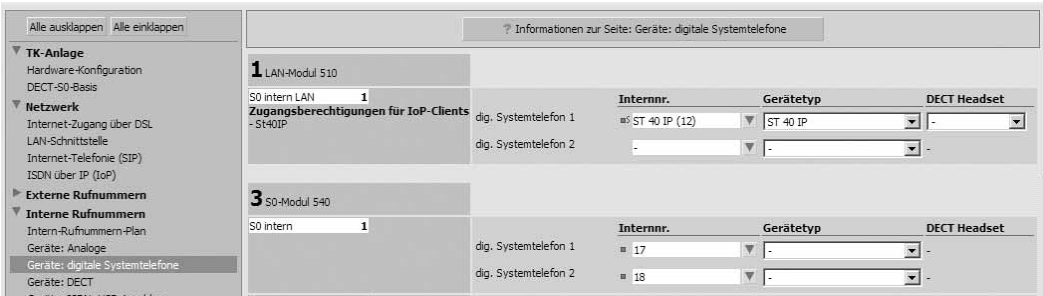 Alle ausklappen Alle einklappen
TK-Anlage
Hardware-Konfiguration
DECT-S0-Basis
Netzwerk
Internet-Zugang über DSL
LAN-Schnittstelle
Internet-Telefonie (SIP)
ISDN über IP (IoP)
Externe Rufnummern
Interne Rufnummern
Intern-Rufnummern-Plan
Geräte: Analoge
Geräte: digitale Systemtelefone
Geräte: DECT
? Informationen zur Seite: Geräte: digitale Systemtelefone
1 LAN-Modul 510
S0 intern LAN 1
Zugangsberechtigungen für IoP-Clients
- St40IP
Internnr. Gerätetyp DECT Headset
dig. Systemtelefon 1 ST 40 IP (12) ST 40 IP -
dig. Systemtelefon 2 - - -
3 S0-Modul 540
S0 intern 1
Internnr. Gerätetyp DECT Headset
dig. Systemtelefon 1 17 - -
dig. Systemtelefon 2 18 - -